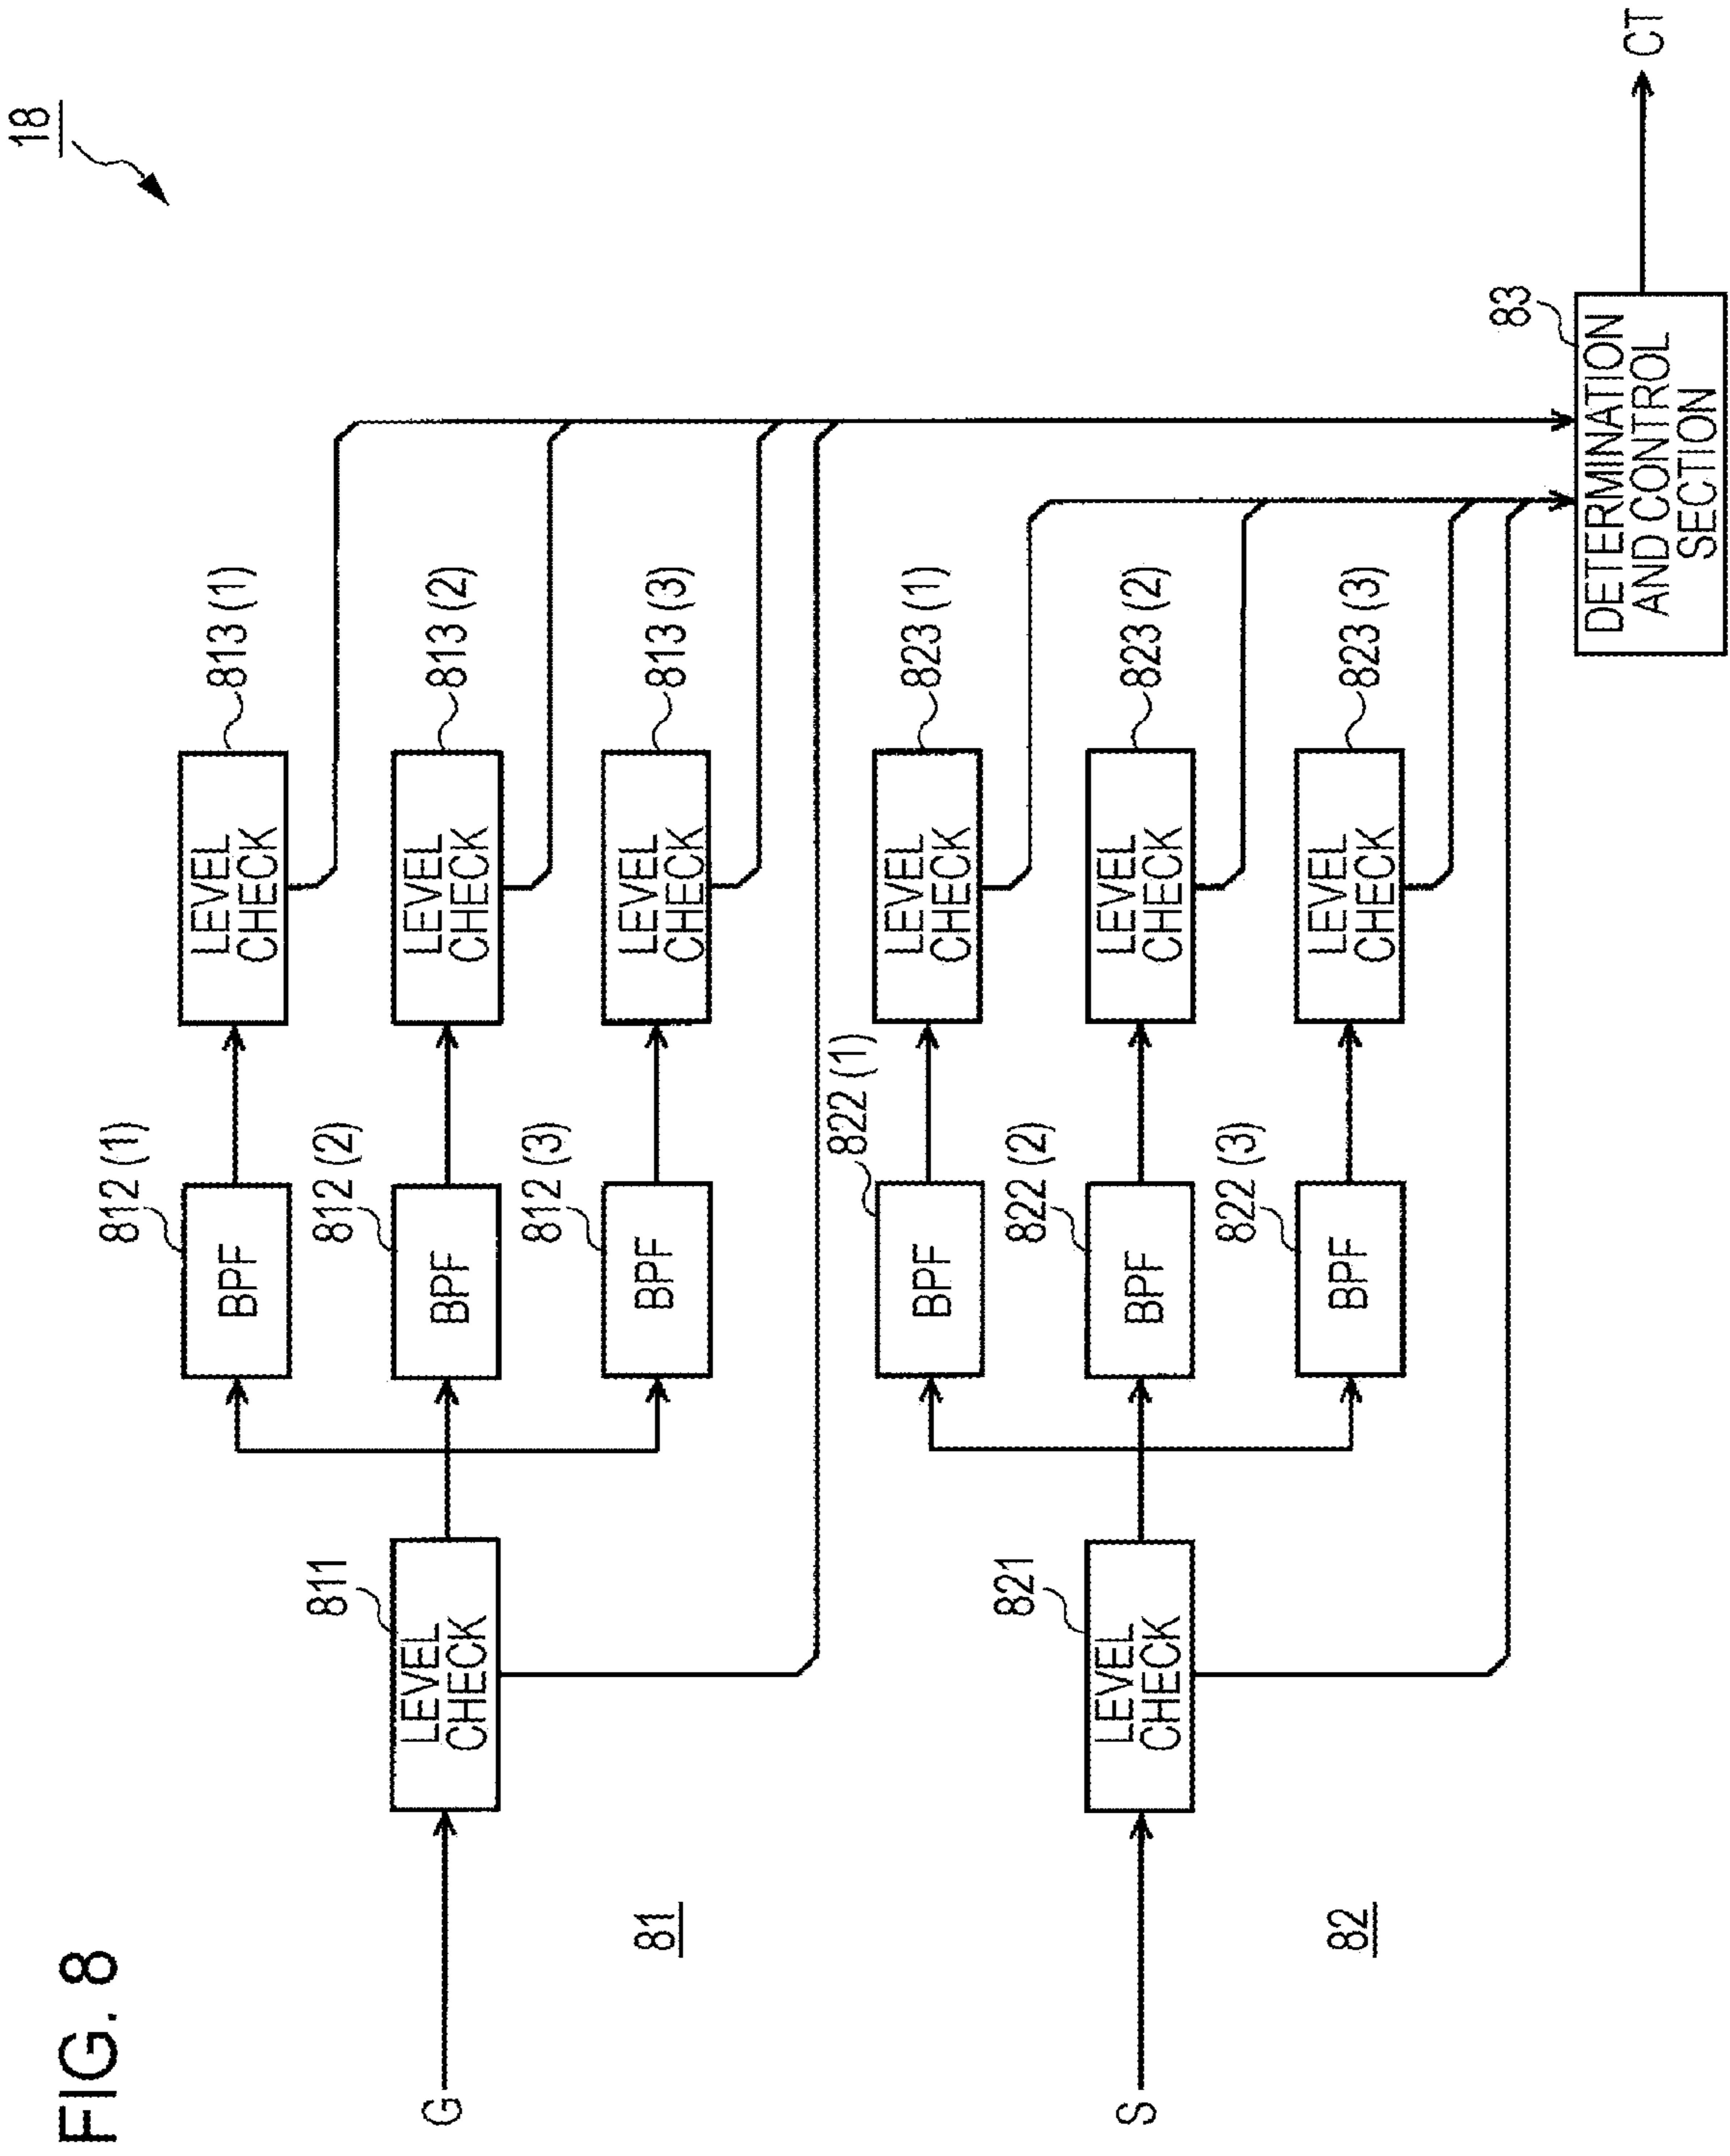 FIG. 8
18
G
LEVEL
CHECK
811
812 (1)
BPF
812 (2)
BPF
812 (3)
BPF
813 (1)
LEVEL
CHECK
813 (2)
LEVEL
CHECK
813 (3)
LEVEL
CHECK
81
S
LEVEL
CHECK
821
822 (1)
BPF
822 (2)
BPF
822 (3)
BPF
823 (1)
LEVEL
CHECK
823 (2)
LEVEL
CHECK
823 (3)
LEVEL
CHECK
82
83
DETERMINATION
AND CONTROL
SECTION
CT